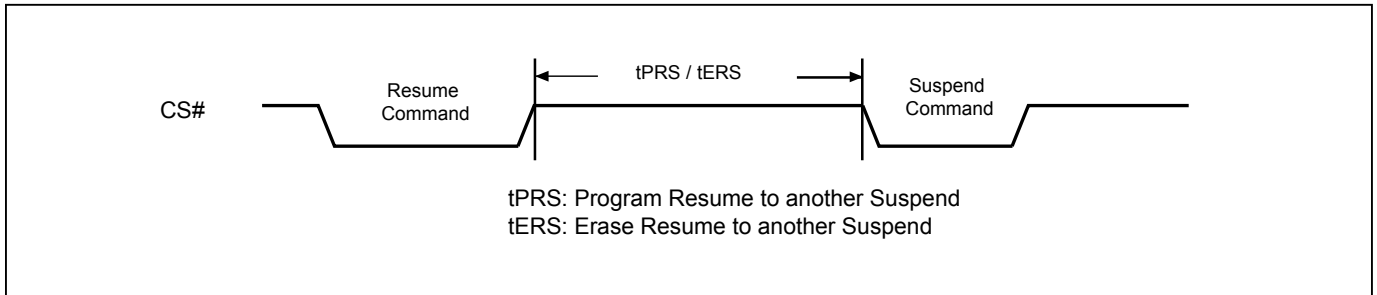 tPRS / tERS
CS#
Resume
Command
Suspend
Command
tPRS: Program Resume to another Suspend
tERS: Erase Resume to another Suspend